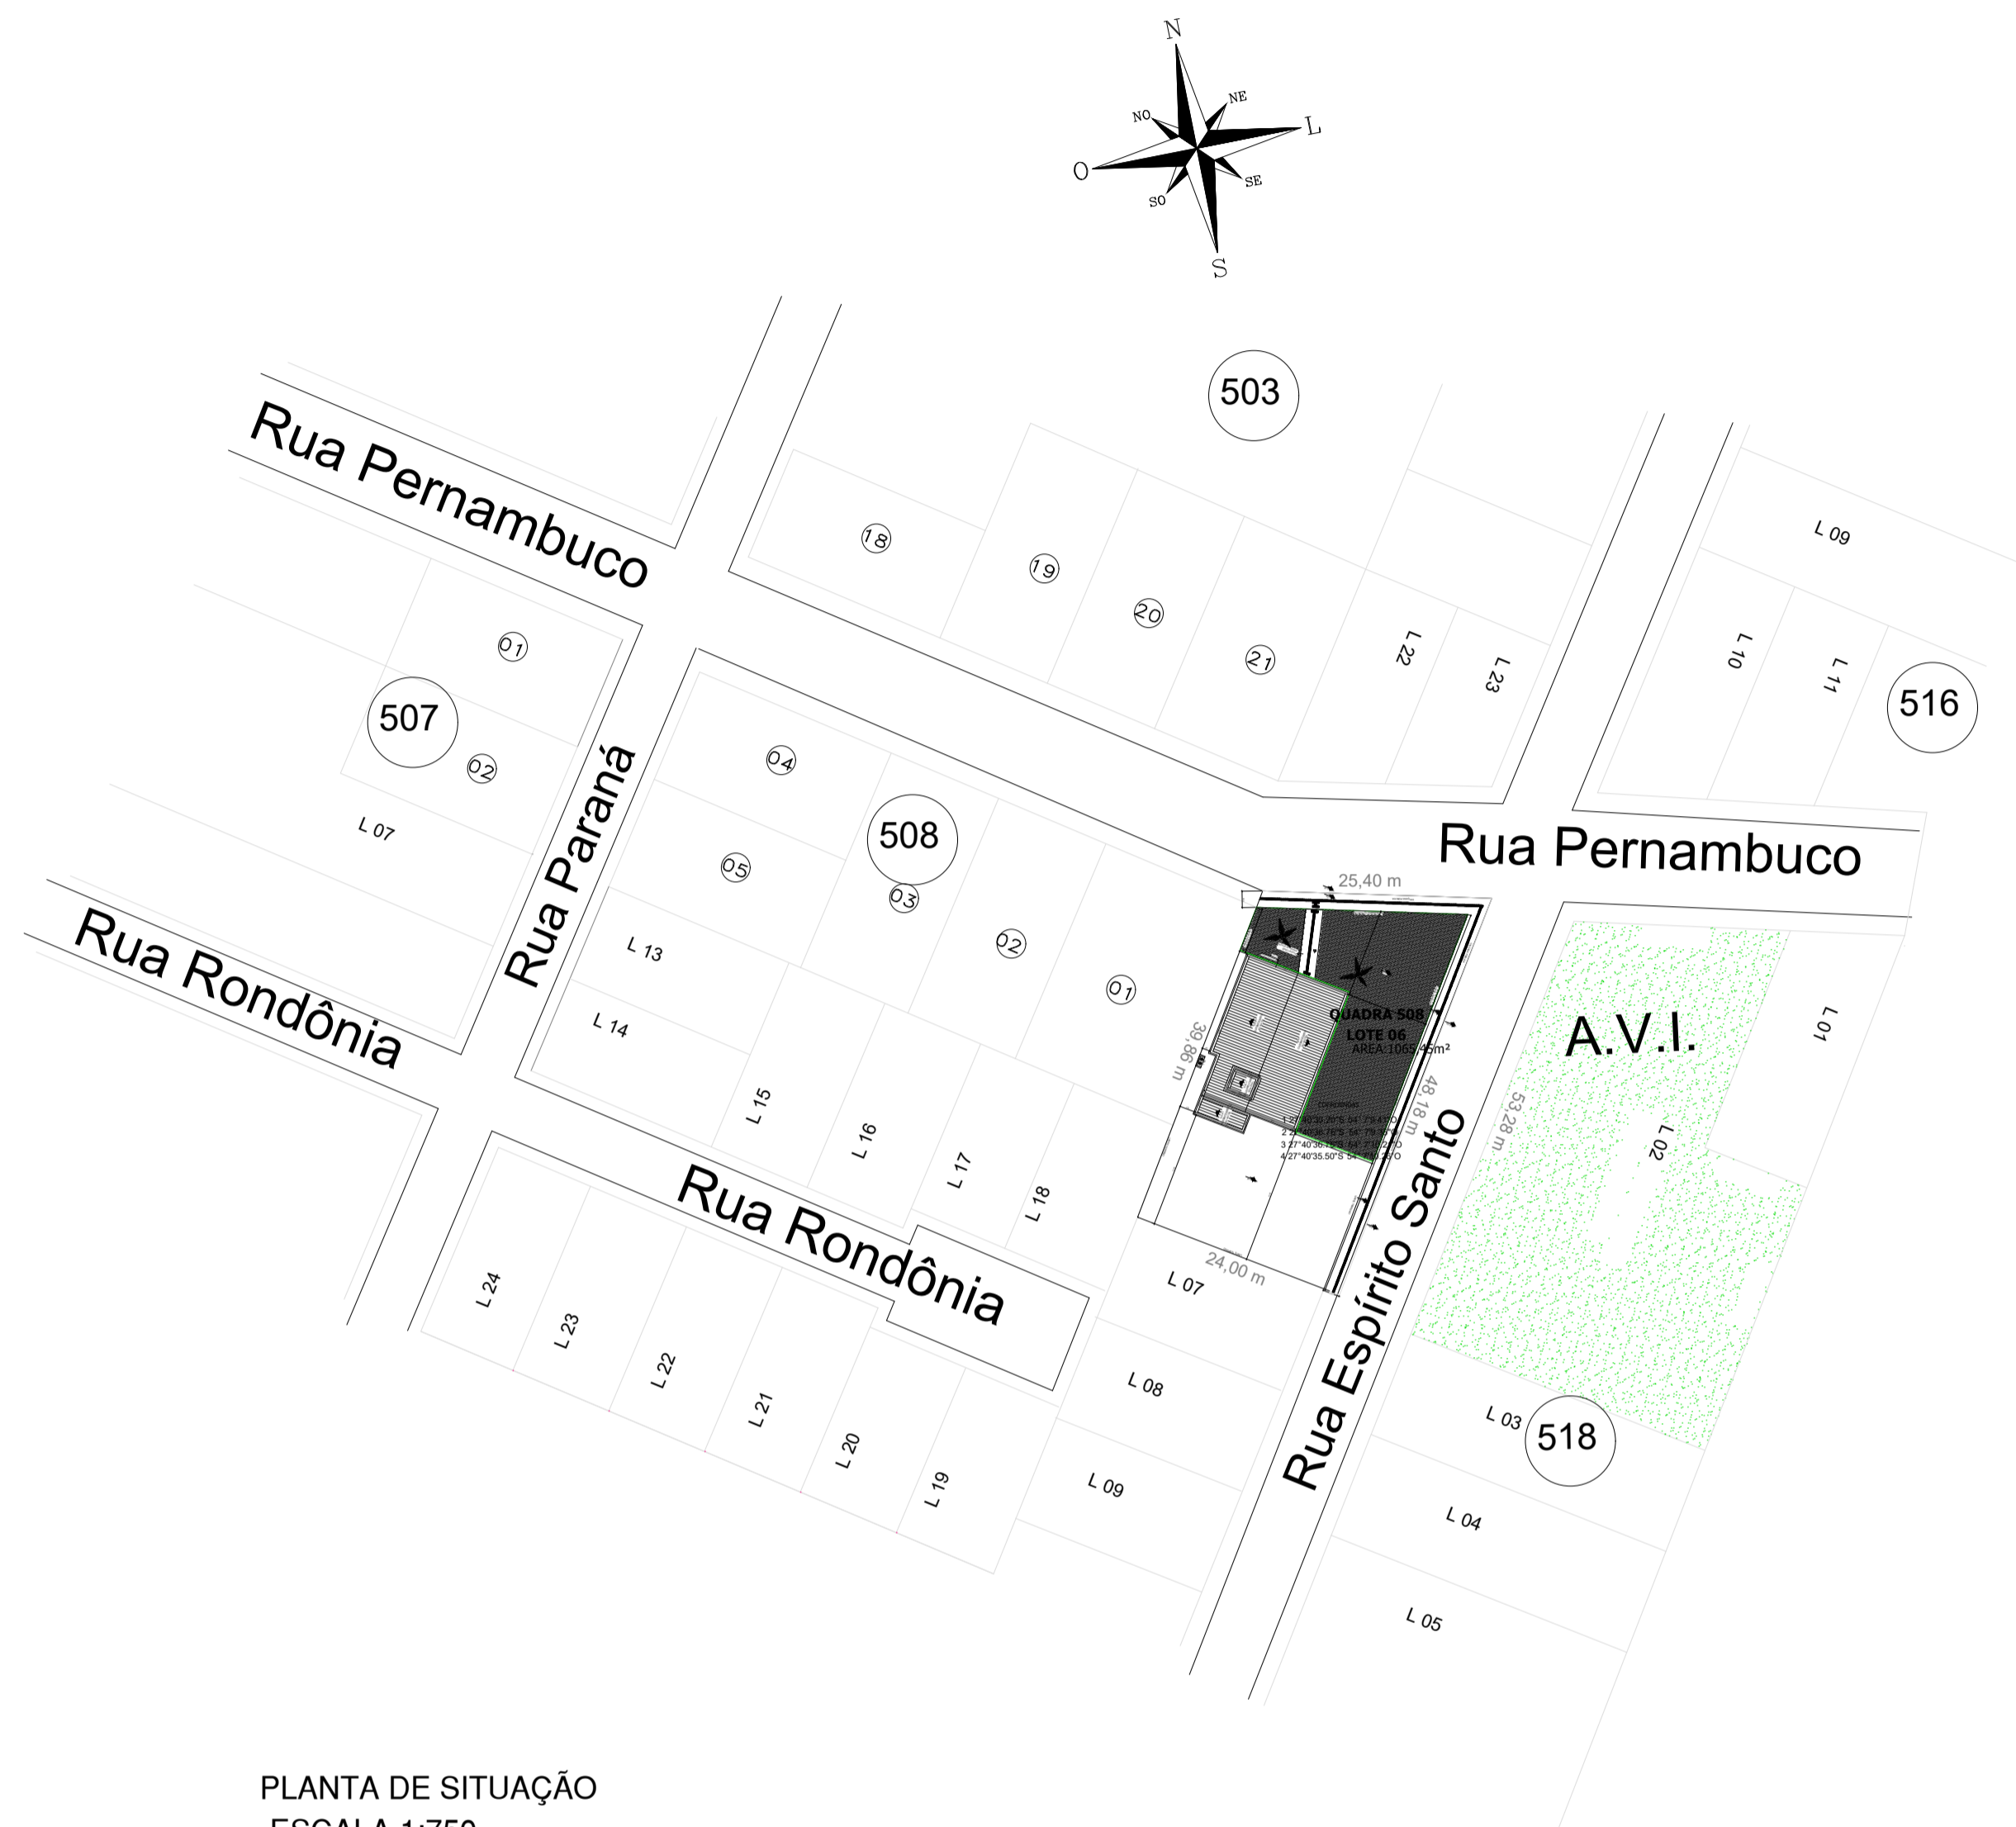 N
NO
NE
L
O
SE
SO
S
503
Rua Pernambuco
18
19
20
21
L 22
L 23
L 09
L 10
L 11
516
01
507
02
L 07
Rua Paraná
04
508
05
03
02
01
L 13
L 14
Rua Pernambuco
25,40 m
QUADRA 508
LOTE 06
39,86 m
48,18 m
53,28 m
A.V.I.
L 01
L 02
Rua Rondônia
L 15
L 16
L 17
L 18
Rua Rondônia
24,00 m
L 07
Rua Espírito Santo
L 24
L 23
L 22
L 21
L 20
L 19
L 08
L 09
L 03
518
L 04
L 05
PLANTA DE SITUAÇÃO
ESCALA 1:750